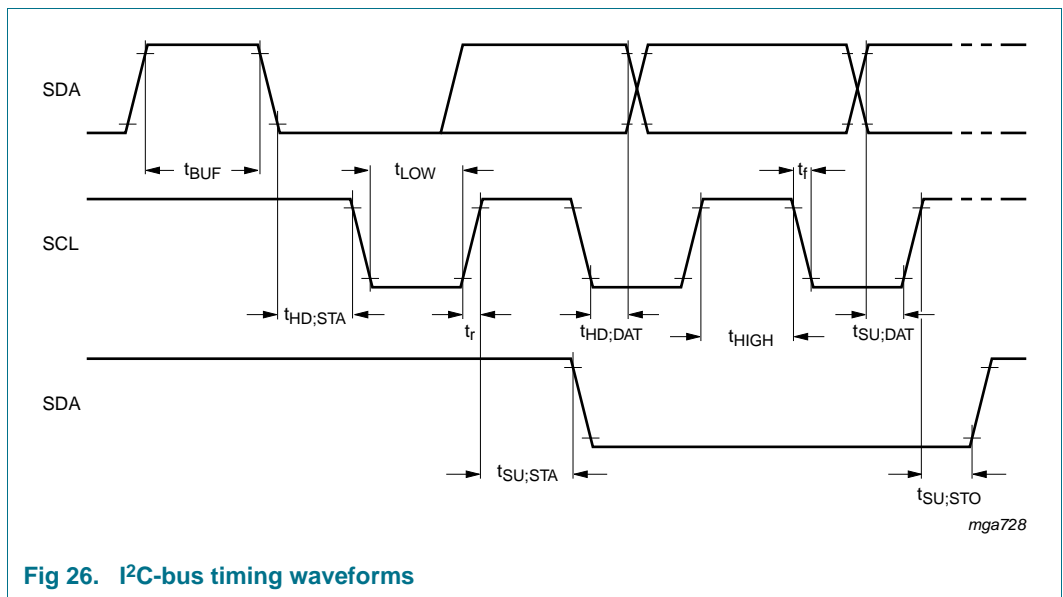 SDA
tBUF
tLOW
tf
SCL
tHD;STA
tr
tHD;DAT
tHIGH
tSU;DAT
SDA
tSU;STA
tSU;STO
mga728
Fig 26. I2C-bus timing waveforms